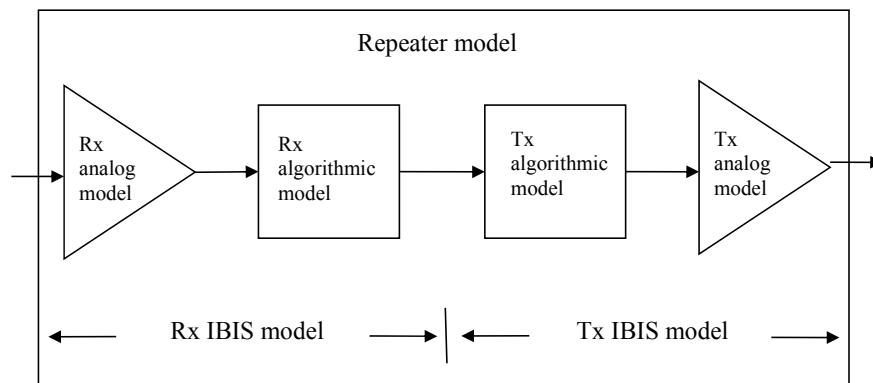 Repeater model
Rx
analog
model
Rx
algorithmic
model
Tx
algorithmic
model
Tx
analog
model
Rx IBIS model
Tx IBIS model